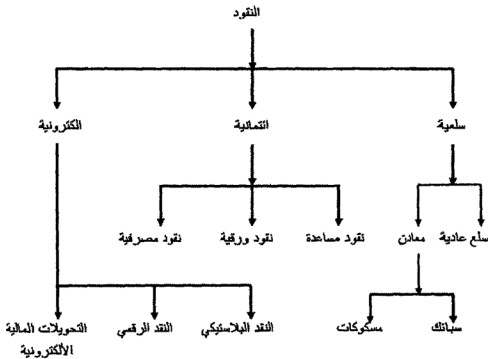 النقود
سلعية ائتمانية الكترونية
سلع عادية معادن نقود مساعدة نقود ورقية نقود مصرفية
سبائك مسكوكات النقد البلاستيكي النقد الرقمي التحويلات المالية
الألكترونية